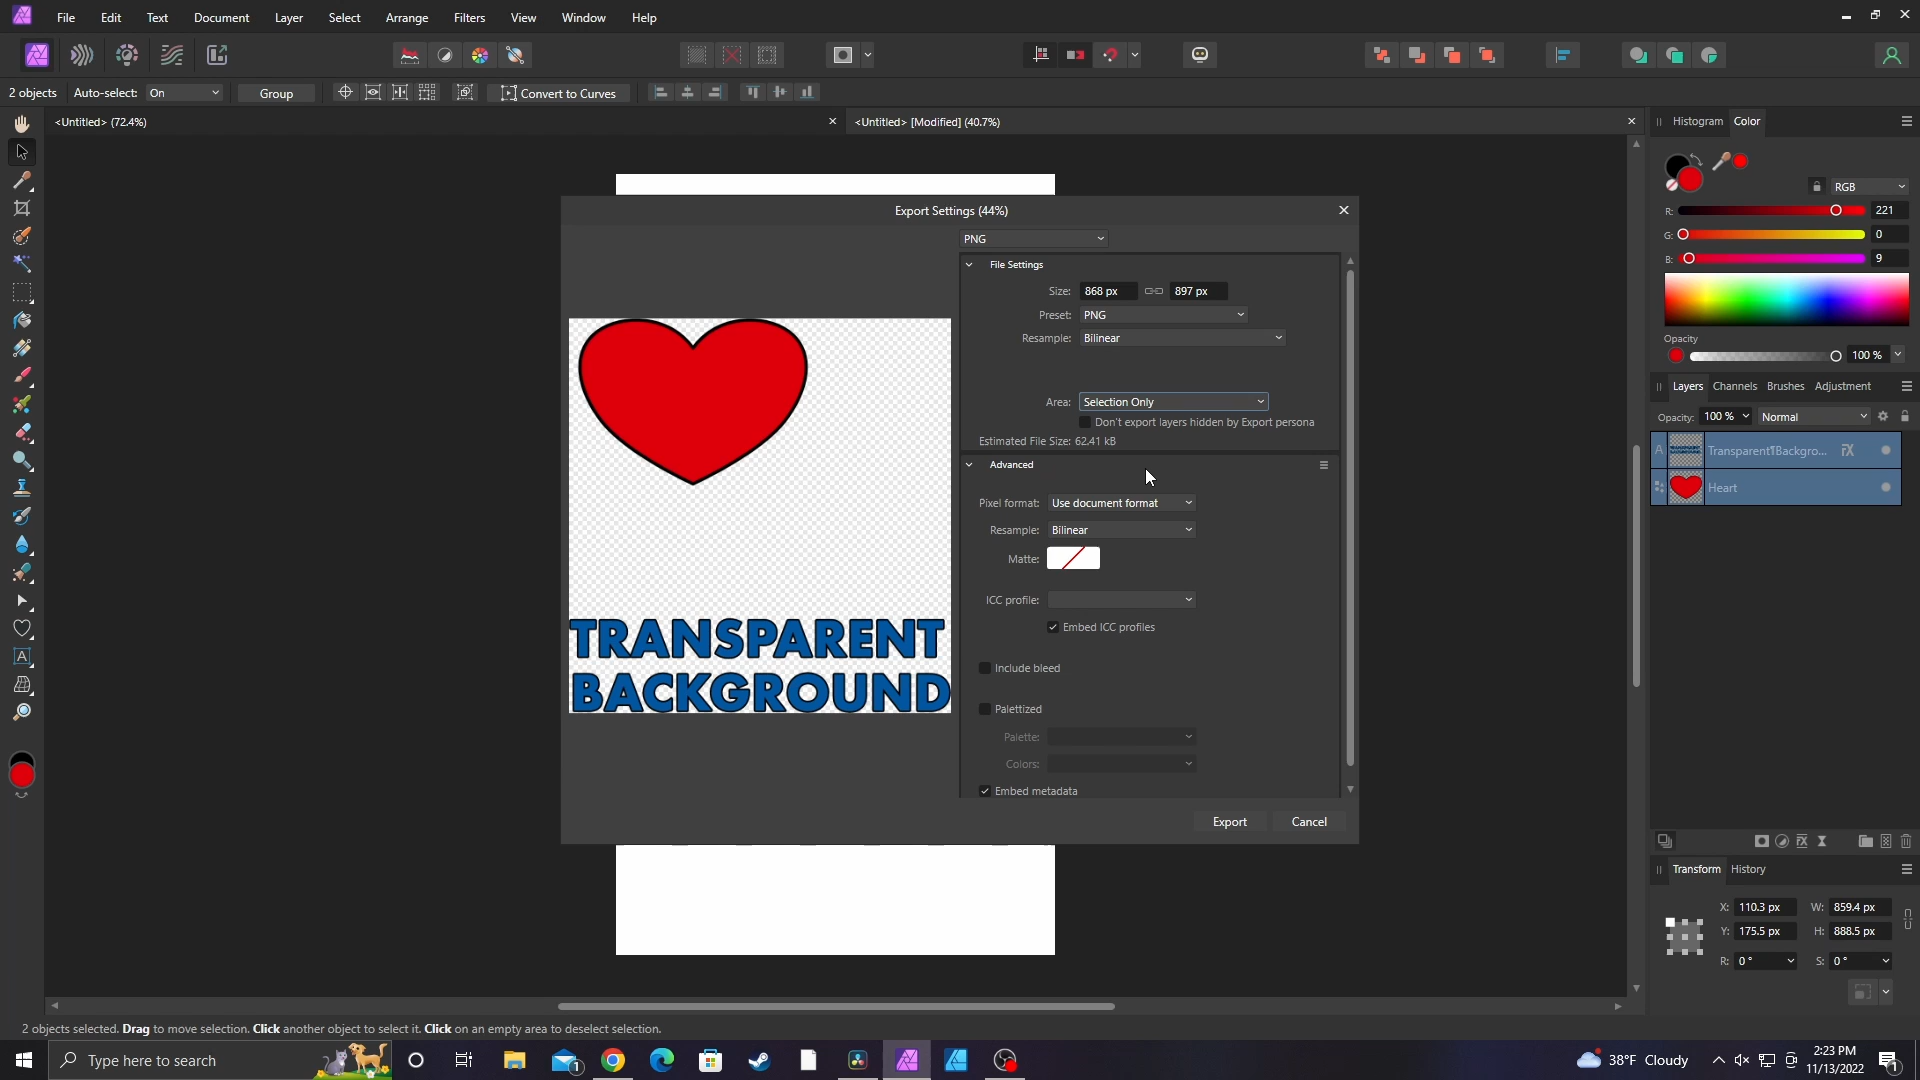 File Edit Text Document Layer Select Arrange Filters View Window Help
2 objects Auto-select: On Group Convert to Curves
<Untitled> (72.4%)
<Untitled> [Modified] (40.7%)
Histogram Color
RGB
R: 221
G: 0
B: 9
Opacity
100 %
Layers Channels Brushes Adjustment
Opacity: 100 % Normal
A Transparent¶Backgro...
Heart
Export Settings (44%)
PNG
File Settings
Size: 868 px 897 px
Preset: PNG
Resample: Bilinear
Area: Selection Only
Don't export layers hidden by Export persona
Estimated File Size: 62.41 kB
Advanced
Pixel format: Use document format
Resample: Bilinear
Matte:
ICC profile:
Embed ICC profiles
Include bleed
Palettized
Palette:
Colors:
Embed metadata
Export Cancel
TRANSPARENT
BACKGROUND
Transform History
X: 110.3 px W: 859.4 px
Y: 175.5 px H: 888.5 px
R: 0 ° S: 0 °
2 objects selected. Drag to move selection. Click another object to select it. Click on an empty area to deselect selection.
Type here to search
1
38°F Cloudy
2:23 PM
11/13/2022
1